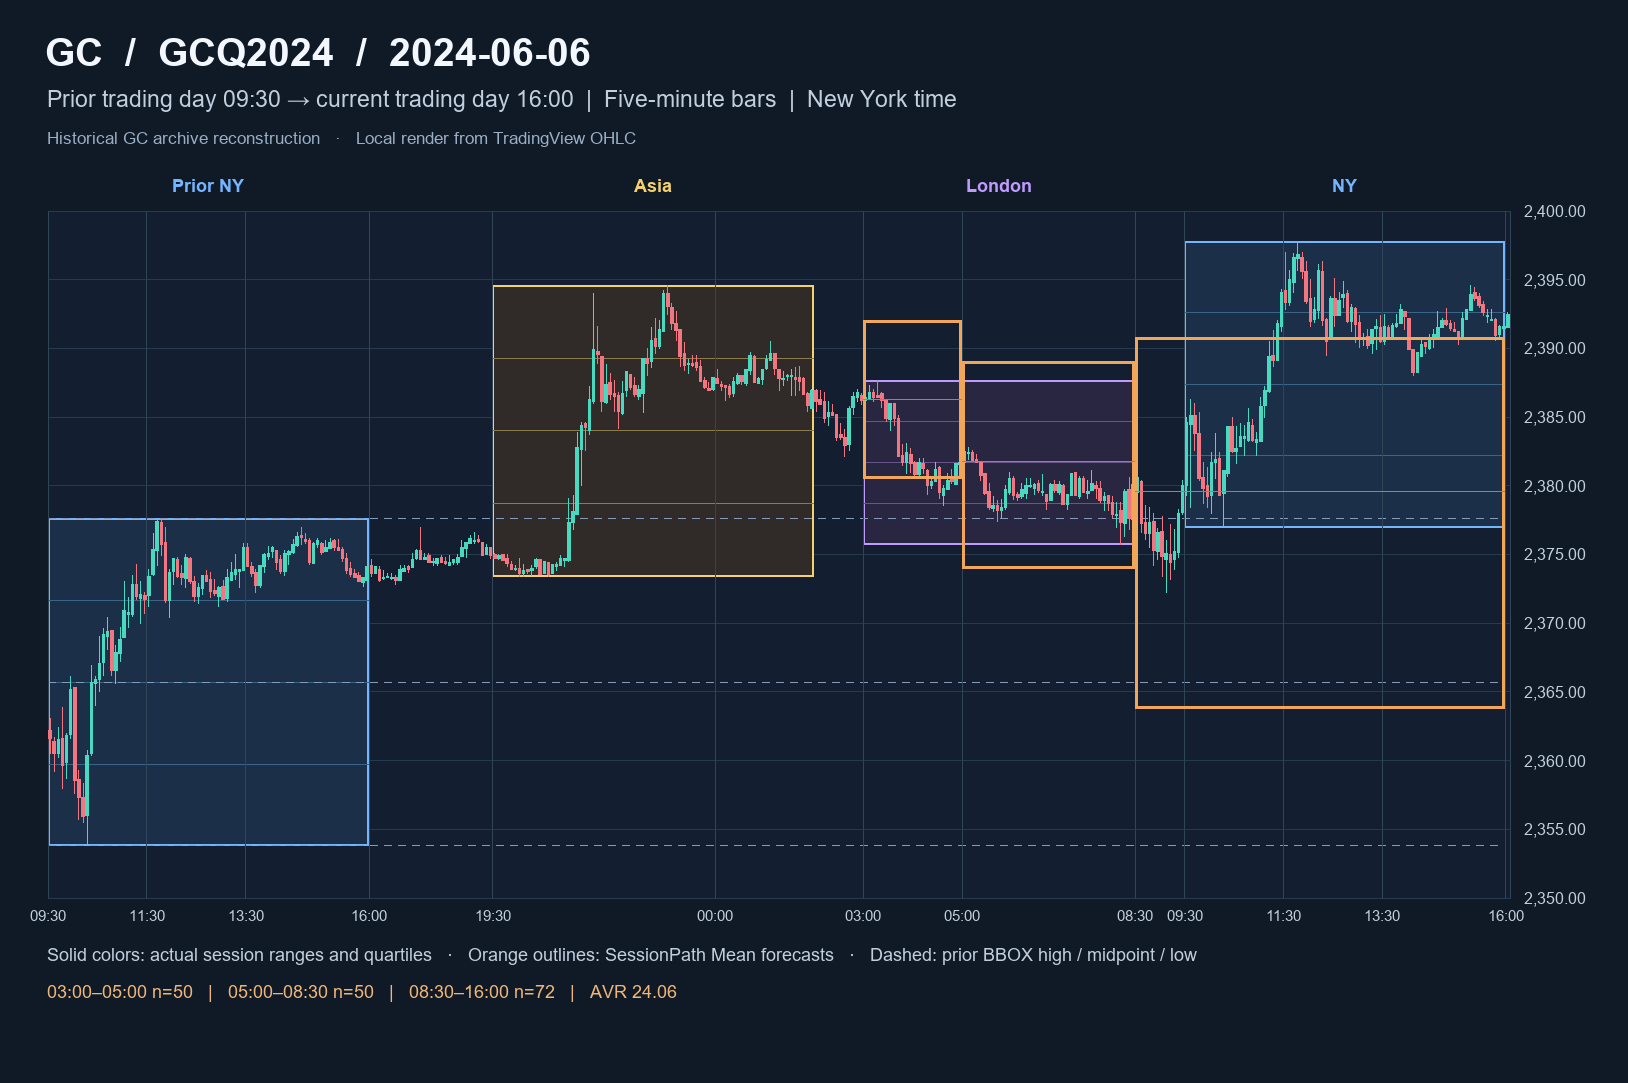 GC / GCQ2024 / 2024-06-06
Prior trading day 09:30 → current trading day 16:00 | Five-minute bars | New York time
Historical GC archive reconstruction · Local render from TradingView OHLC
Prior NY Asia London NY
2,400.00
2,395.00
2,390.00
2,385.00
2,380.00
2,375.00
2,370.00
2,365.00
2,360.00
2,355.00
2,350.00
09:30 11:30 13:30 16:00 19:30 00:00 03:00 05:00 08:30 09:30 11:30 13:30 16:00
Solid colors: actual session ranges and quartiles · Orange outlines: SessionPath Mean forecasts · Dashed: prior BBOX high / midpoint / low
03:00–05:00 n=50 | 05:00–08:30 n=50 | 08:30–16:00 n=72 | AVR 24.06